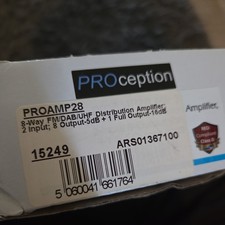 PROception
PROAMP28
8-Way FM/DAB/UHF Distribution Amplifier;
2 Input; 8 Output-5dB + 1 Full Output-16dB
Amplifier,
15249 ARS01367100
5 060041 661764